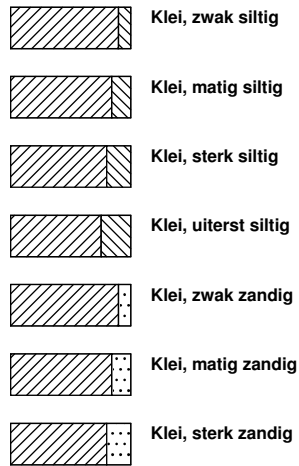 Klei, zwak siltig
Klei, matig siltig
Klei, sterk siltig
Klei, uiterst siltig
Klei, zwak zandig
Klei, matig zandig
Klei, sterk zandig